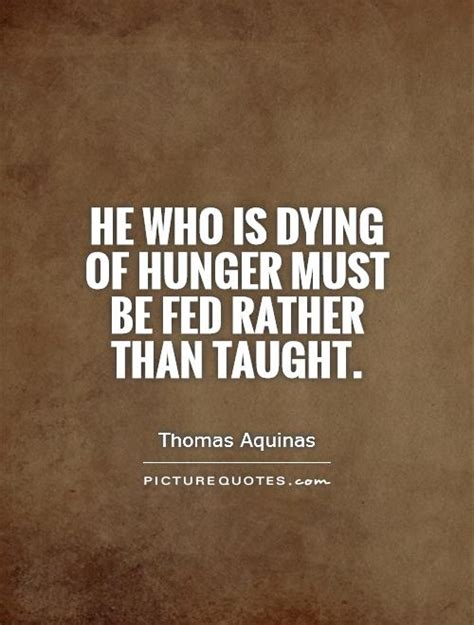 HE WHO IS DYING
OF HUNGER MUST
BE FED RATHER
THAN TAUGHT.
Thomas Aquinas
PICTUREQUOTES.com